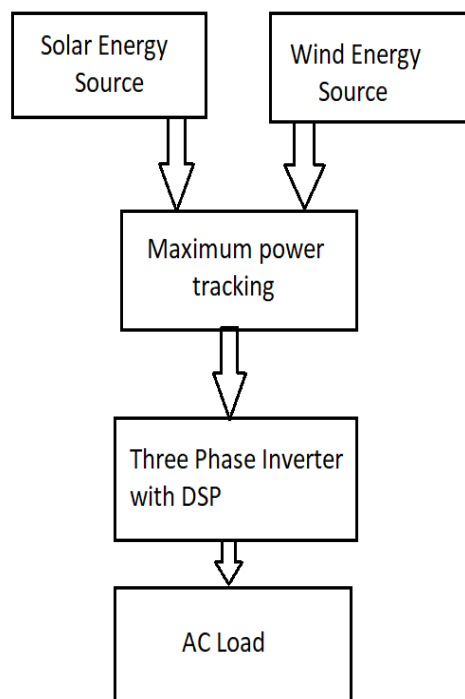 Solar Energy
Source
Wind Energy
Source
Maximum power
tracking
Three Phase Inverter
with DSP
AC Load